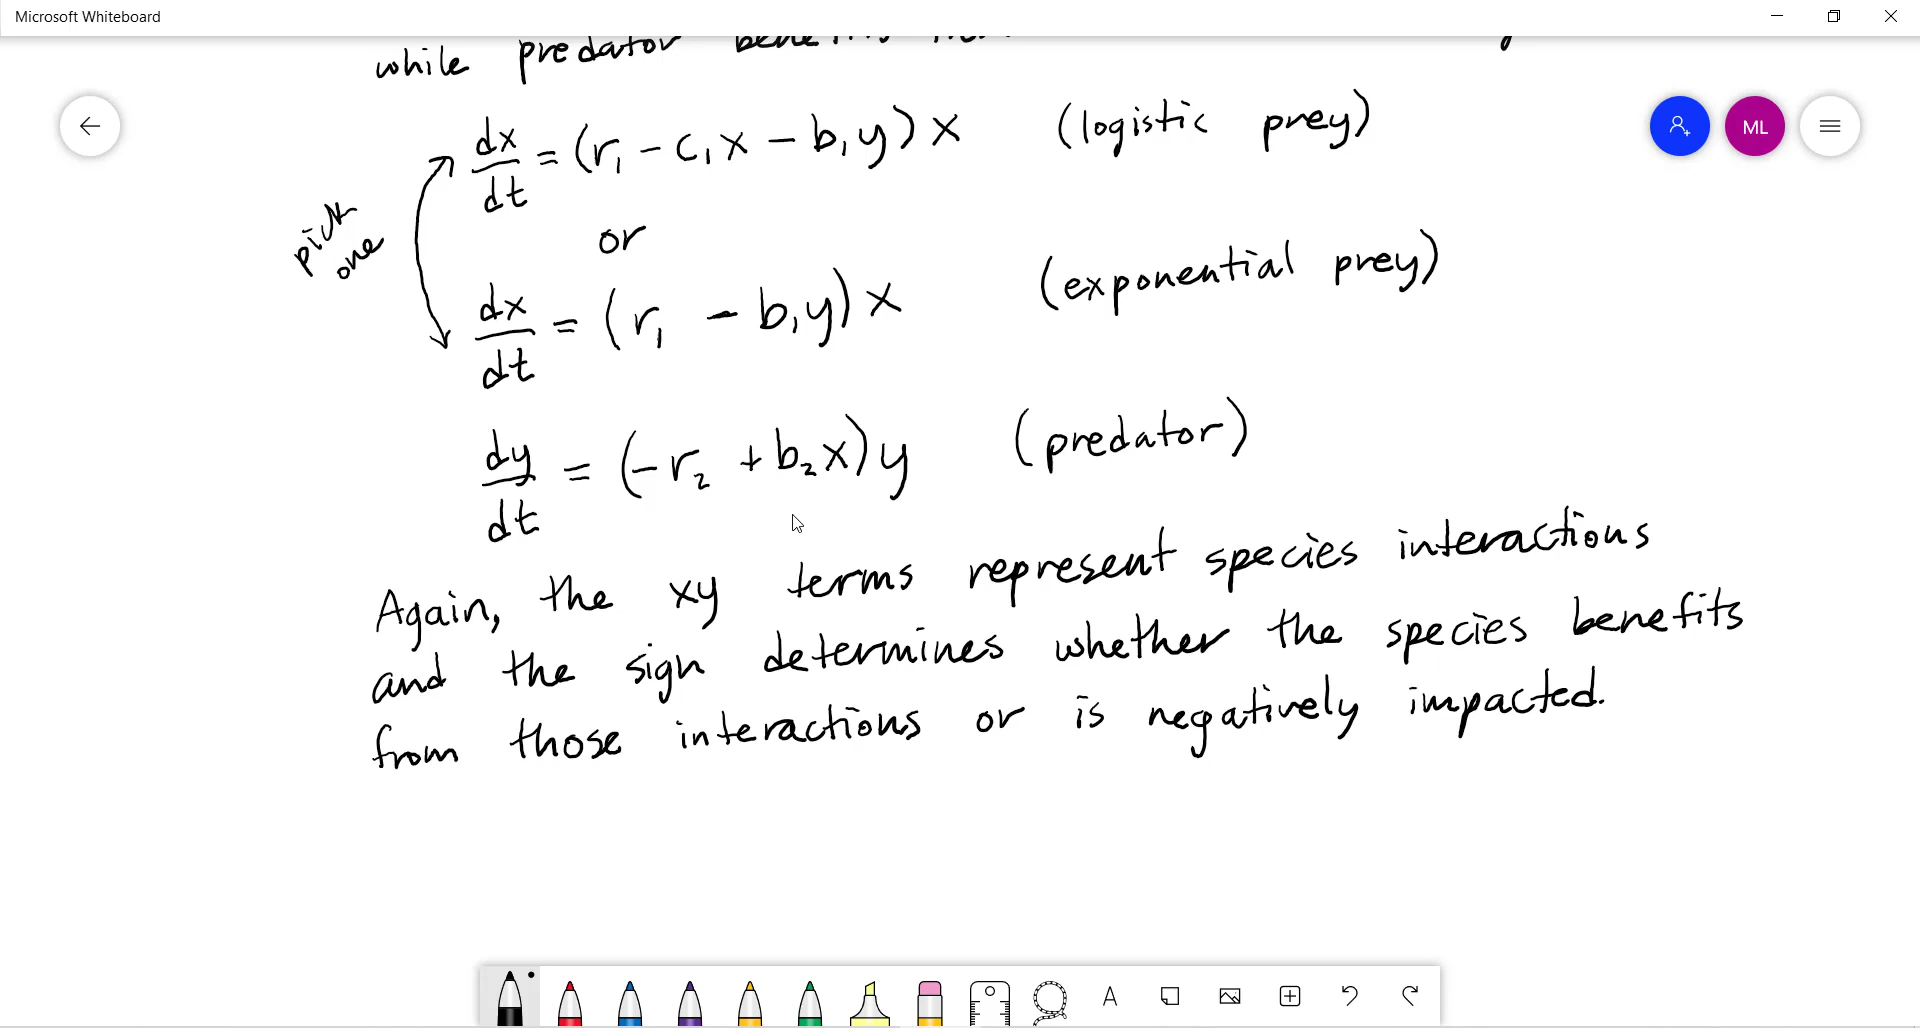 Microsoft Whiteboard
while predator
ML
dx/dt = (r₁ - c₁x - b₁y) x (logistic prey)
pick one
or
dx/dt = (r₁ - b₁y) x (exponential prey)
dy/dt = (-r₂ + b₂x) y (predator)
Again, the xy terms represent species interactions
and the sign determines whether the species benefits
from those interactions or is negatively impacted.
A